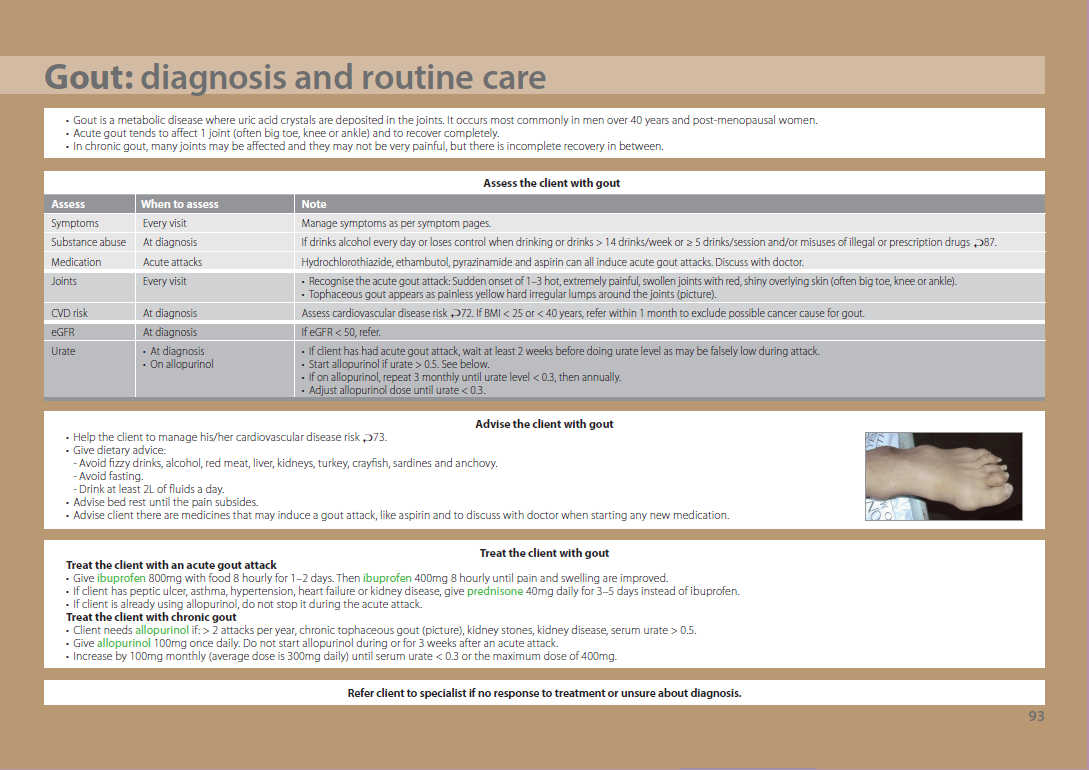 Gout: diagnosis and routine care
• Gout is a metabolic disease where uric acid crystals are deposited in the joints. It occurs most commonly in men over 40 years and post-menopausal women.
• Acute gout tends to affect 1 joint (often big toe, knee or ankle) and to recover completely.
• In chronic gout, many joints may be affected and they may not be very painful, but there is incomplete recovery in between.
Assess the client with gout
Assess When to assess Note
Symptoms Every visit Manage symptoms as per symptom pages.
Substance abuse At diagnosis If drinks alcohol every day or loses control when drinking or drinks > 14 drinks/week or ≥ 5 drinks/session and/or misuses of illegal or prescription drugs 87.
Medication Acute attacks Hydrochlorothiazide, ethambutol, pyrazinamide and aspirin can all induce acute gout attacks. Discuss with doctor.
Joints Every visit • Recognise the acute gout attack: Sudden onset of 1–3 hot, extremely painful, swollen joints with red, shiny overlying skin (often big toe, knee or ankle).
• Tophaceous gout appears as painless yellow hard irregular lumps around the joints (picture).
CVD risk At diagnosis Assess cardiovascular disease risk 72. If BMI < 25 or < 40 years, refer within 1 month to exclude possible cancer cause for gout.
eGFR At diagnosis If eGFR < 50, refer.
Urate • At diagnosis • If client has had acute gout attack, wait at least 2 weeks before doing urate level as may be falsely low during attack.
• On allopurinol • Start allopurinol if urate > 0.5. See below.
• If on allopurinol, repeat 3 monthly until urate level < 0.3, then annually.
• Adjust allopurinol dose until urate < 0.3.
Advise the client with gout
• Help the client to manage his/her cardiovascular disease risk 73.
• Give dietary advice:
- Avoid fizzy drinks, alcohol, red meat, liver, kidneys, turkey, crayfish, sardines and anchovy.
- Avoid fasting.
- Drink at least 2L of fluids a day.
• Advise bed rest until the pain subsides.
• Advise client there are medicines that may induce a gout attack, like aspirin and to discuss with doctor when starting any new medication.
Treat the client with gout
Treat the client with an acute gout attack
• Give ibuprofen 800mg with food 8 hourly for 1–2 days. Then ibuprofen 400mg 8 hourly until pain and swelling are improved.
• If client has peptic ulcer, asthma, hypertension, heart failure or kidney disease, give prednisone 40mg daily for 3–5 days instead of ibuprofen.
• If client is already using allopurinol, do not stop it during the acute attack.
Treat the client with chronic gout
• Client needs allopurinol if: > 2 attacks per year, chronic tophaceous gout (picture), kidney stones, kidney disease, serum urate > 0.5.
• Give allopurinol 100mg once daily. Do not start allopurinol during or for 3 weeks after an acute attack.
• Increase by 100mg monthly (average dose is 300mg daily) until serum urate < 0.3 or the maximum dose of 400mg.
Refer client to specialist if no response to treatment or unsure about diagnosis.
93